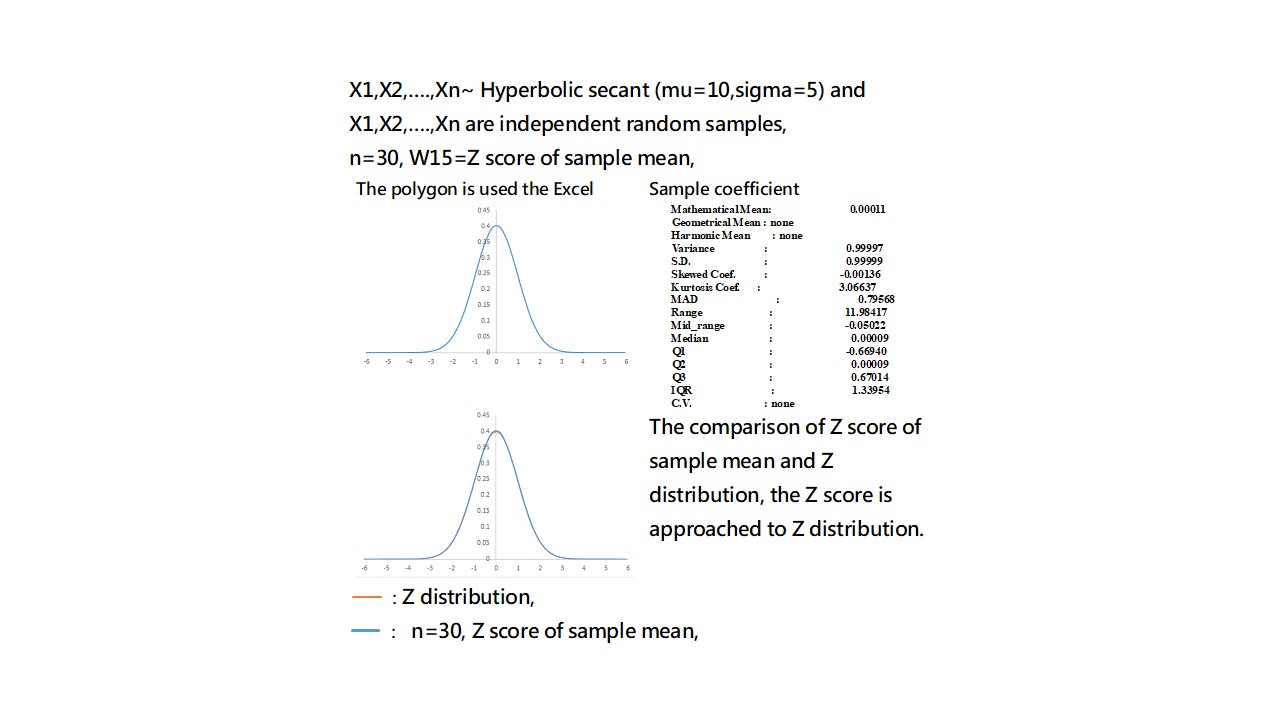 X1,X2,....,Xn~ Hyperbolic secant (mu=10,sigma=5) and
X1,X2,....,Xn are independent random samples,
n=30, W15=Z score of sample mean,
The polygon is used the Excel
0.45
0.4
0.35
0.3
0.25
0.2
0.15
0.1
0.05
0
-6 -5 -4 -3 -2 -1 0 1 2 3 4 5 6
Sample coefficient
Mathematical Mean: 0.00011
Geometrical Mean : none
Harmonic Mean : none
Variance : 0.99997
S.D. : 0.99999
Skewed Coef. : -0.00136
Kurtosis Coef. : 3.06637
MAD : 0.79568
Range : 11.98417
Mid_range : -0.05022
Median : 0.00009
Q1 : -0.66940
Q2 : 0.00009
Q3 : 0.67014
IQR : 1.33954
C.V. : none
0.45
0.4
0.35
0.3
0.25
0.2
0.15
0.1
0.05
0
-6 -5 -4 -3 -2 -1 0 1 2 3 4 5 6
The comparison of Z score of
sample mean and Z
distribution, the Z score is
approached to Z distribution.
: Z distribution,
: n=30, Z score of sample mean,